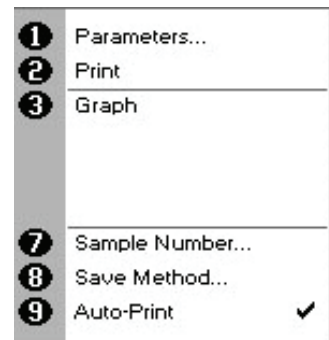 1 Parameters...
2 Print
3 Graph
7 Sample Number...
8 Save Method...
9 Auto-Print ✓